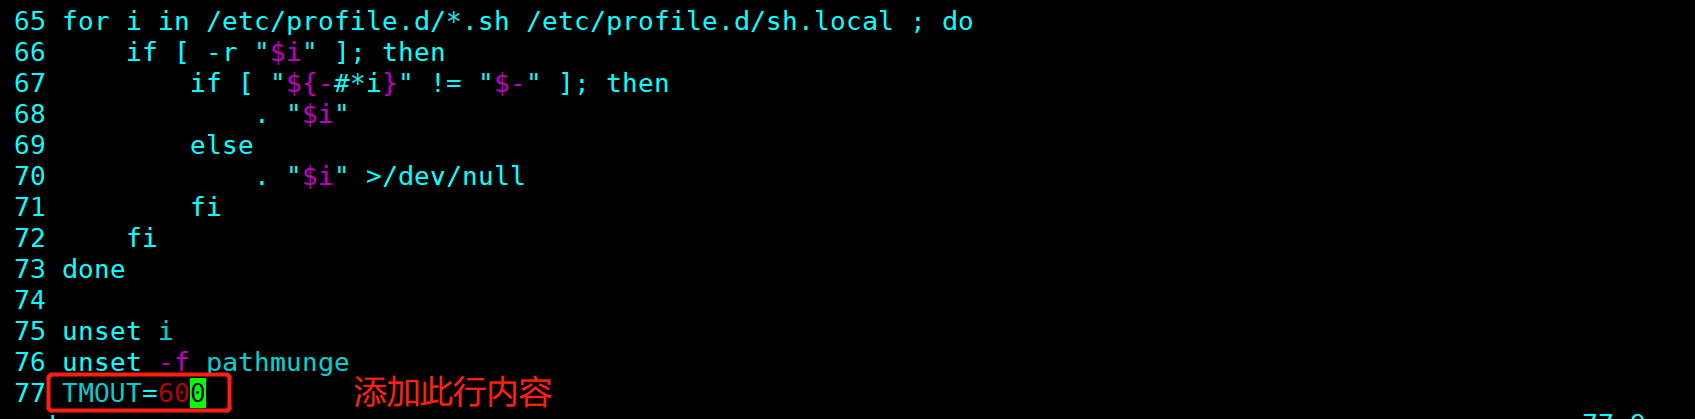 65 for i in /etc/profile.d/*.sh /etc/profile.d/sh.local ; do
66     if [ -r "$i" ]; then
67         if [ "${-#*i}" != "$-" ]; then
68             . "$i"
69         else
70             . "$i" >/dev/null
71         fi
72     fi
73 done
74
75 unset i
76 unset -f pathmunge
77 TMOUT=600 添加此行内容